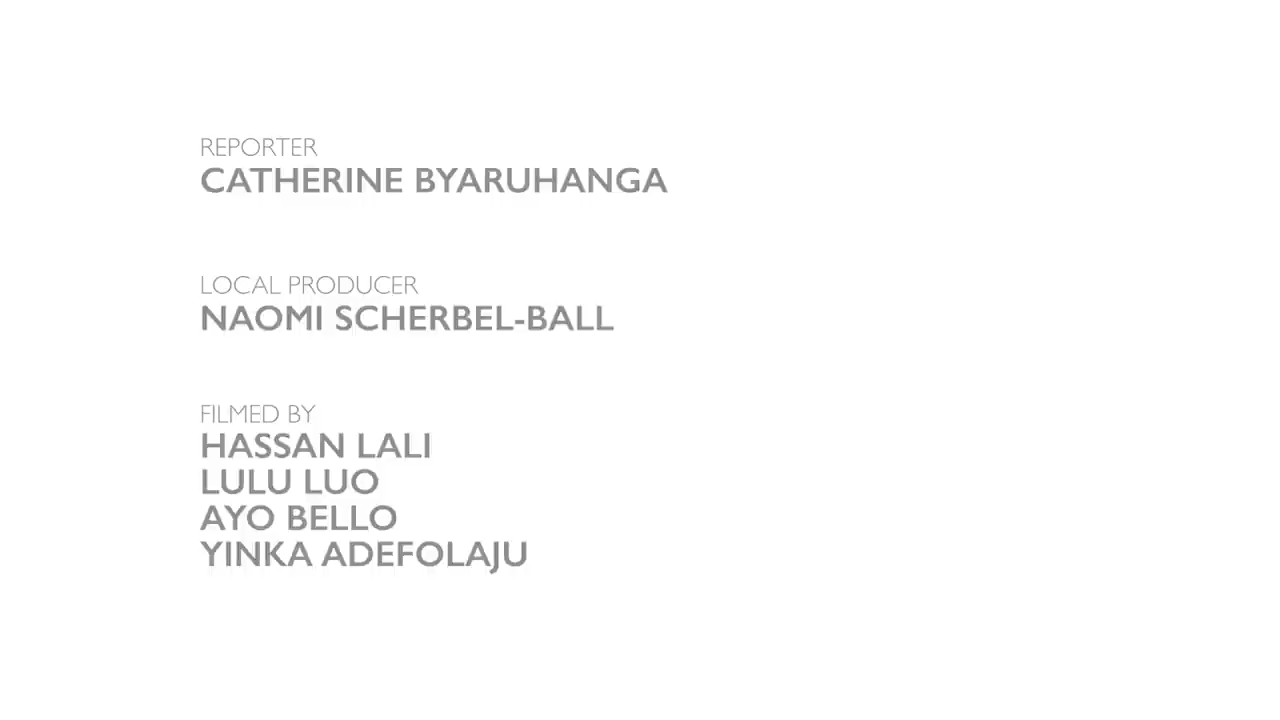 REPORTER
CATHERINE BYARUHANGA
LOCAL PRODUCER
NAOMI SCHERBEL-BALL
FILMED BY
HASSAN LALI
LULU LUO
AYO BELLO
YINKA ADEFOLAJU